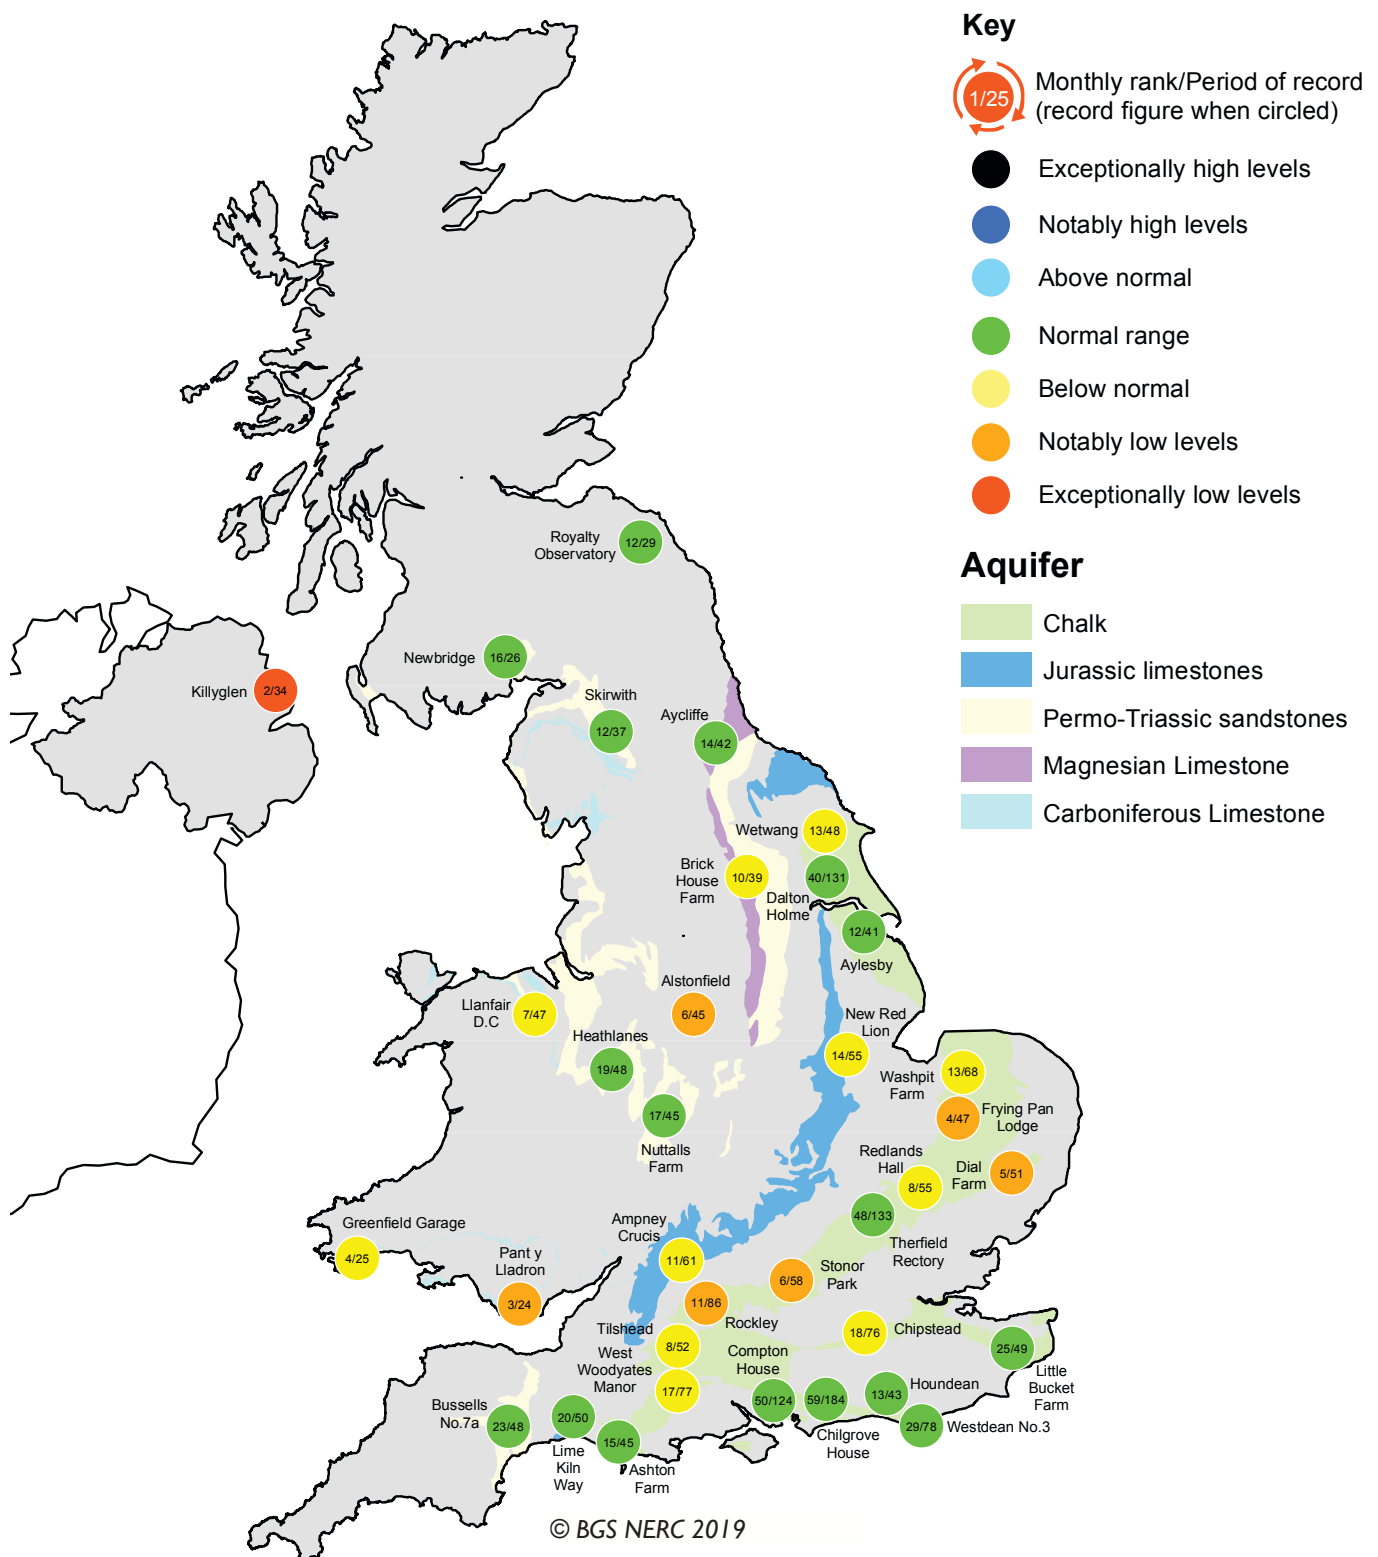 Key
1/25
Monthly rank/Period of record
(record figure when circled)
Exceptionally high levels
Notably high levels
Above normal
Normal range
Below normal
Notably low levels
Exceptionally low levels
Aquifer
Chalk
Jurassic limestones
Permo-Triassic sandstones
Magnesian Limestone
Carboniferous Limestone
Royalty
Observatory
12/29
Newbridge
16/26
Killyglen
2/34
Skirwith
12/37
Aycliffe
14/42
Wetwang
13/48
Brick
House
Farm
10/39
Dalton
Holme
40/131
12/41
Aylesby
Llanfair
D.C
7/47
Alstonfield
6/45
Heathlanes
19/48
New Red
Lion
14/55
Washpit
Farm
13/68
Frying Pan
Lodge
4/47
17/45
Nuttalls
Farm
Redlands
Hall
8/55
Dial
Farm
5/51
48/133
Therfield
Rectory
Greenfield Garage
4/25
Pant y
Lladron
3/24
Ampney
Crucis
11/61
Stonor
Park
6/58
11/86
Rockley
Tilshead
8/52
Chipstead
18/76
West
Woodyates
Manor
17/77
Compton
House
50/124
25/49
Little
Bucket
Farm
59/184
Chilgrove
House
Houndean
13/43
29/78
Westdean No.3
Bussells
No.7a
23/48
20/50
Lime
Kiln
Way
15/45
Ashton
Farm
© BGS NERC 2019